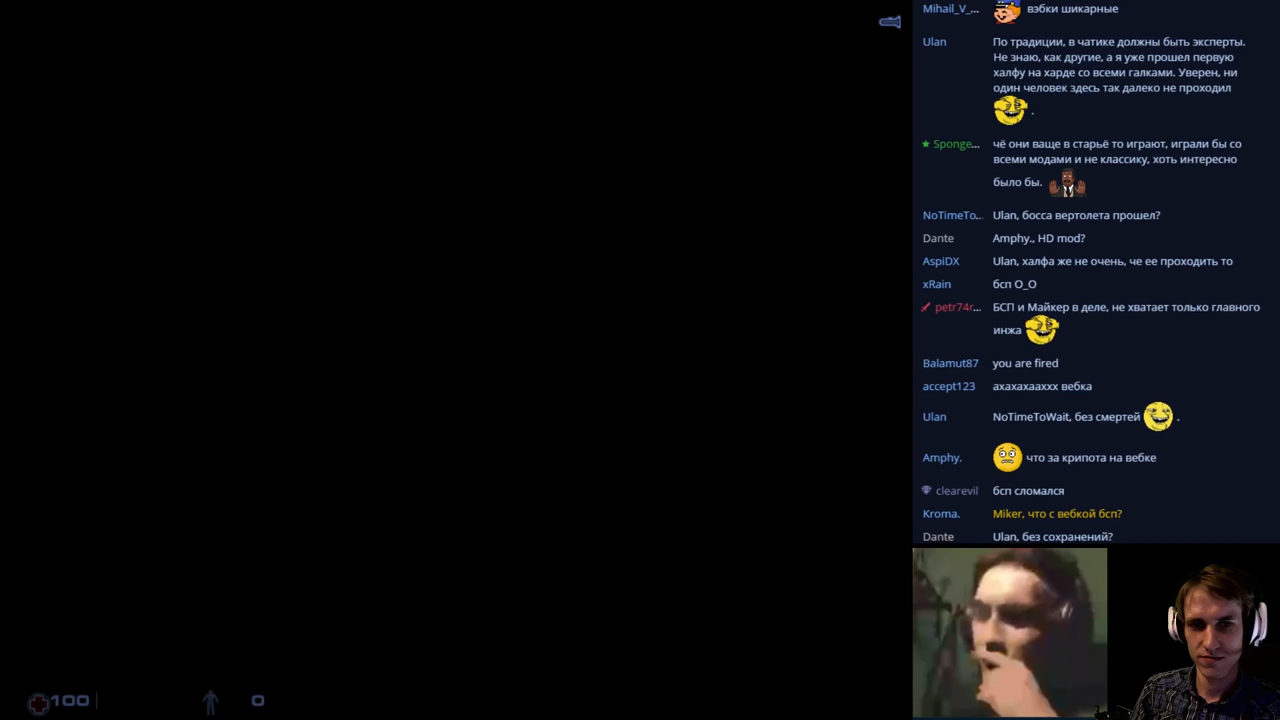 Mihail_V_... вэбки шикарные
Ulan По традиции, в чатике должны быть эксперты.
Не знаю, как другие, а я уже прошел первую
халфу на харде со всеми галками. Уверен, ни
один человек здесь так далеко не проходил
.
Sponge... чё они ваще в старьё то играют, играли бы со
всеми модами и не классику, хоть интересно
было бы.
NoTimeTo... Ulan, босса вертолета прошел?
Dante Amphy., HD mod?
AspiDX Ulan, халфа же не очень, че ее проходить то
xRain бсп О_О
petr74r... БСП и Майкер в деле, не хватает только главного
инжа
Balamut87 you are fired
accept123 ахахахааххх вебка
Ulan NoTimeToWait, без смертей .
Amphy. что за крипота на вебке
clearevil бсп сломался
Kroma. Miker, что с вебкой бсп?
Dante Ulan, без сохранений?
100 0